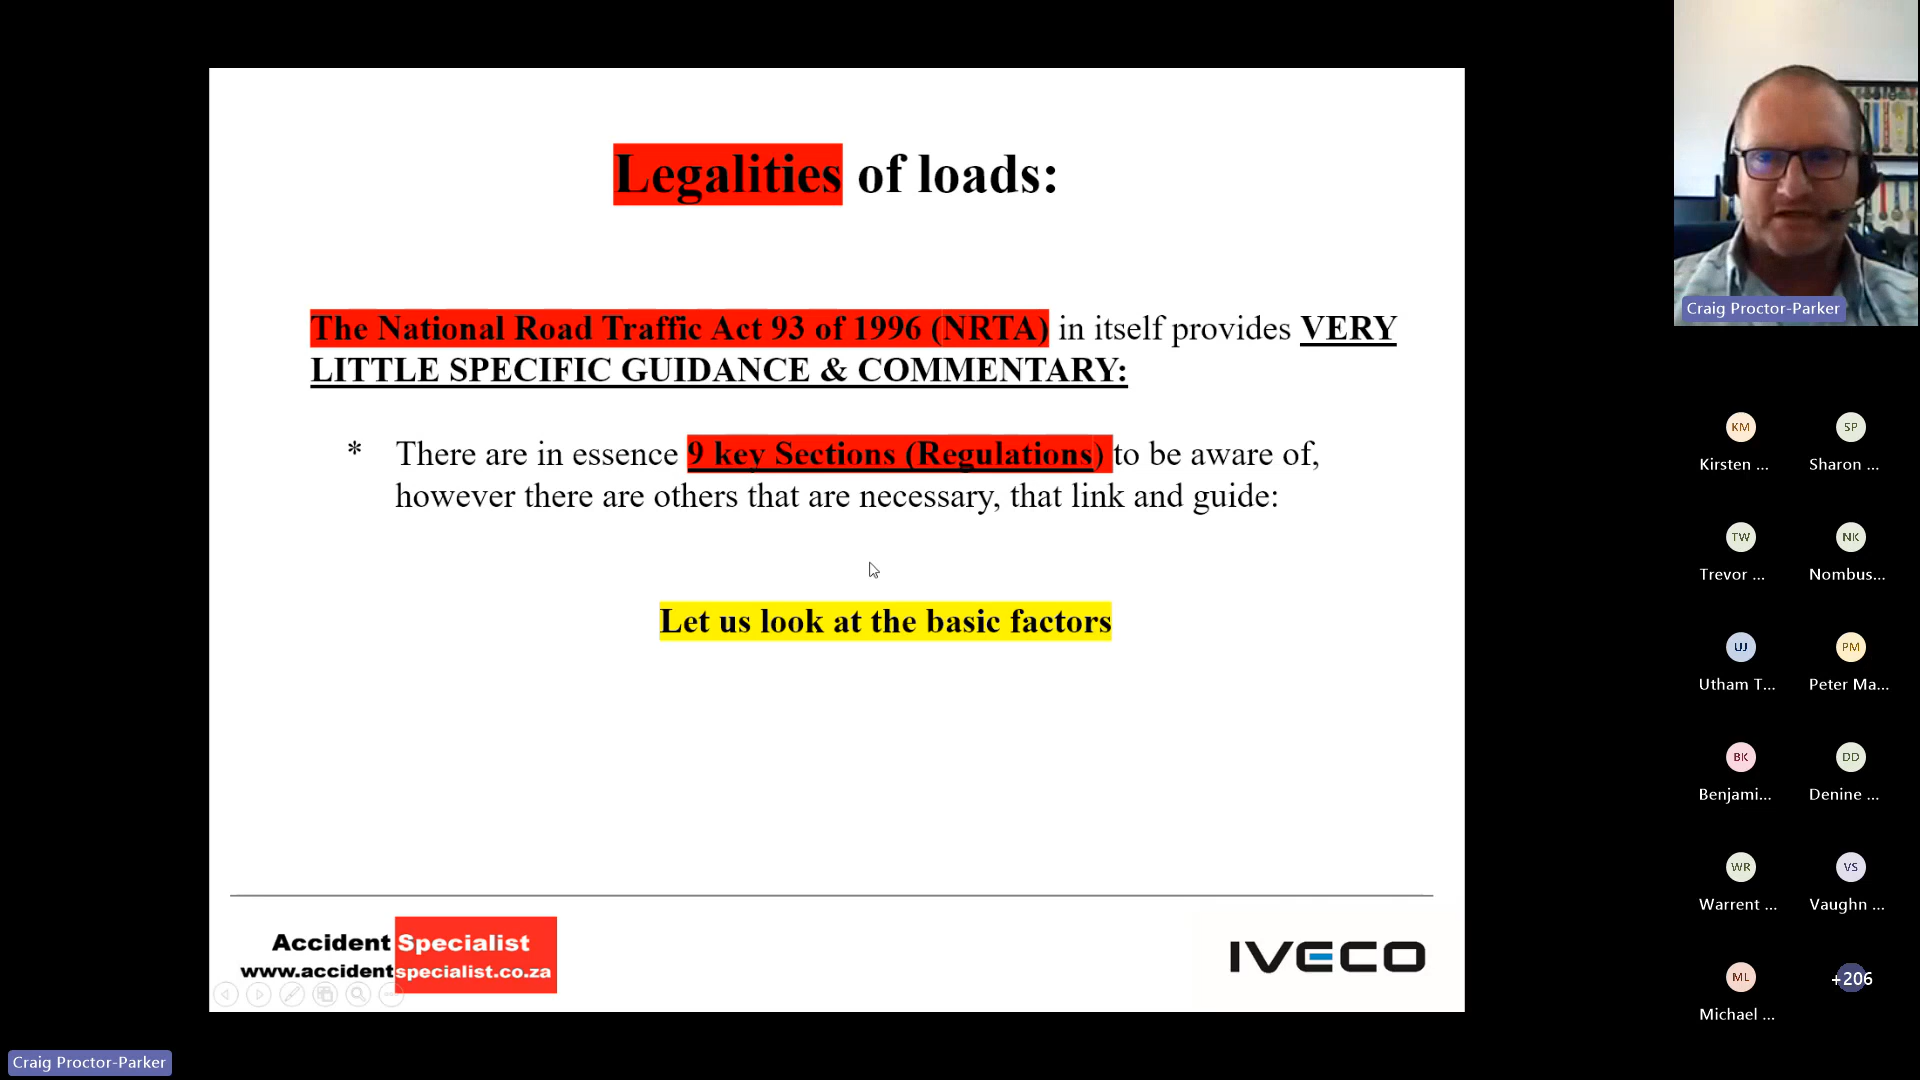 Legalities of loads:
The National Road Traffic Act 93 of 1996 (NRTA) in itself provides VERY
LITTLE SPECIFIC GUIDANCE & COMMENTARY:
* There are in essence 9 key Sections (Regulations) to be aware of,
however there are others that are necessary, that link and guide:
Let us look at the basic factors
Accident Specialist
www.accidentspecialist.co.za
IVECO
Craig Proctor-Parker
Craig Proctor-Parker
KM SP
Kirsten ... Sharon ...
TW NK
Trevor ... Nombus...
UJ PM
Utham T... Peter Ma...
BK DD
Benjami... Denine ...
WR VS
Warrent ... Vaughn ...
ML +206
Michael ...